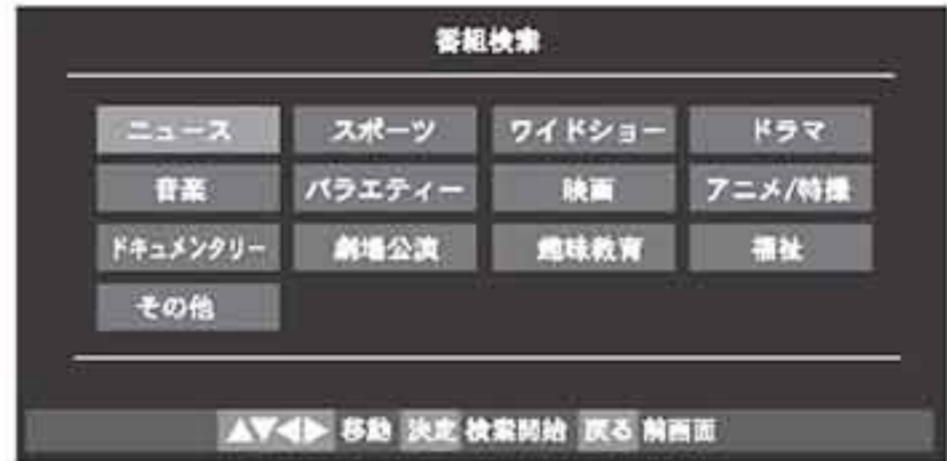 番組検索
ニュース スポーツ ワイドショー ドラマ
音楽 バラエティー 映画 アニメ/特撮
ドキュメンタリー 劇場公演 趣味教育 福祉
その他
▲▼◀▶ 移動 決定 検索開始 戻る 前画面